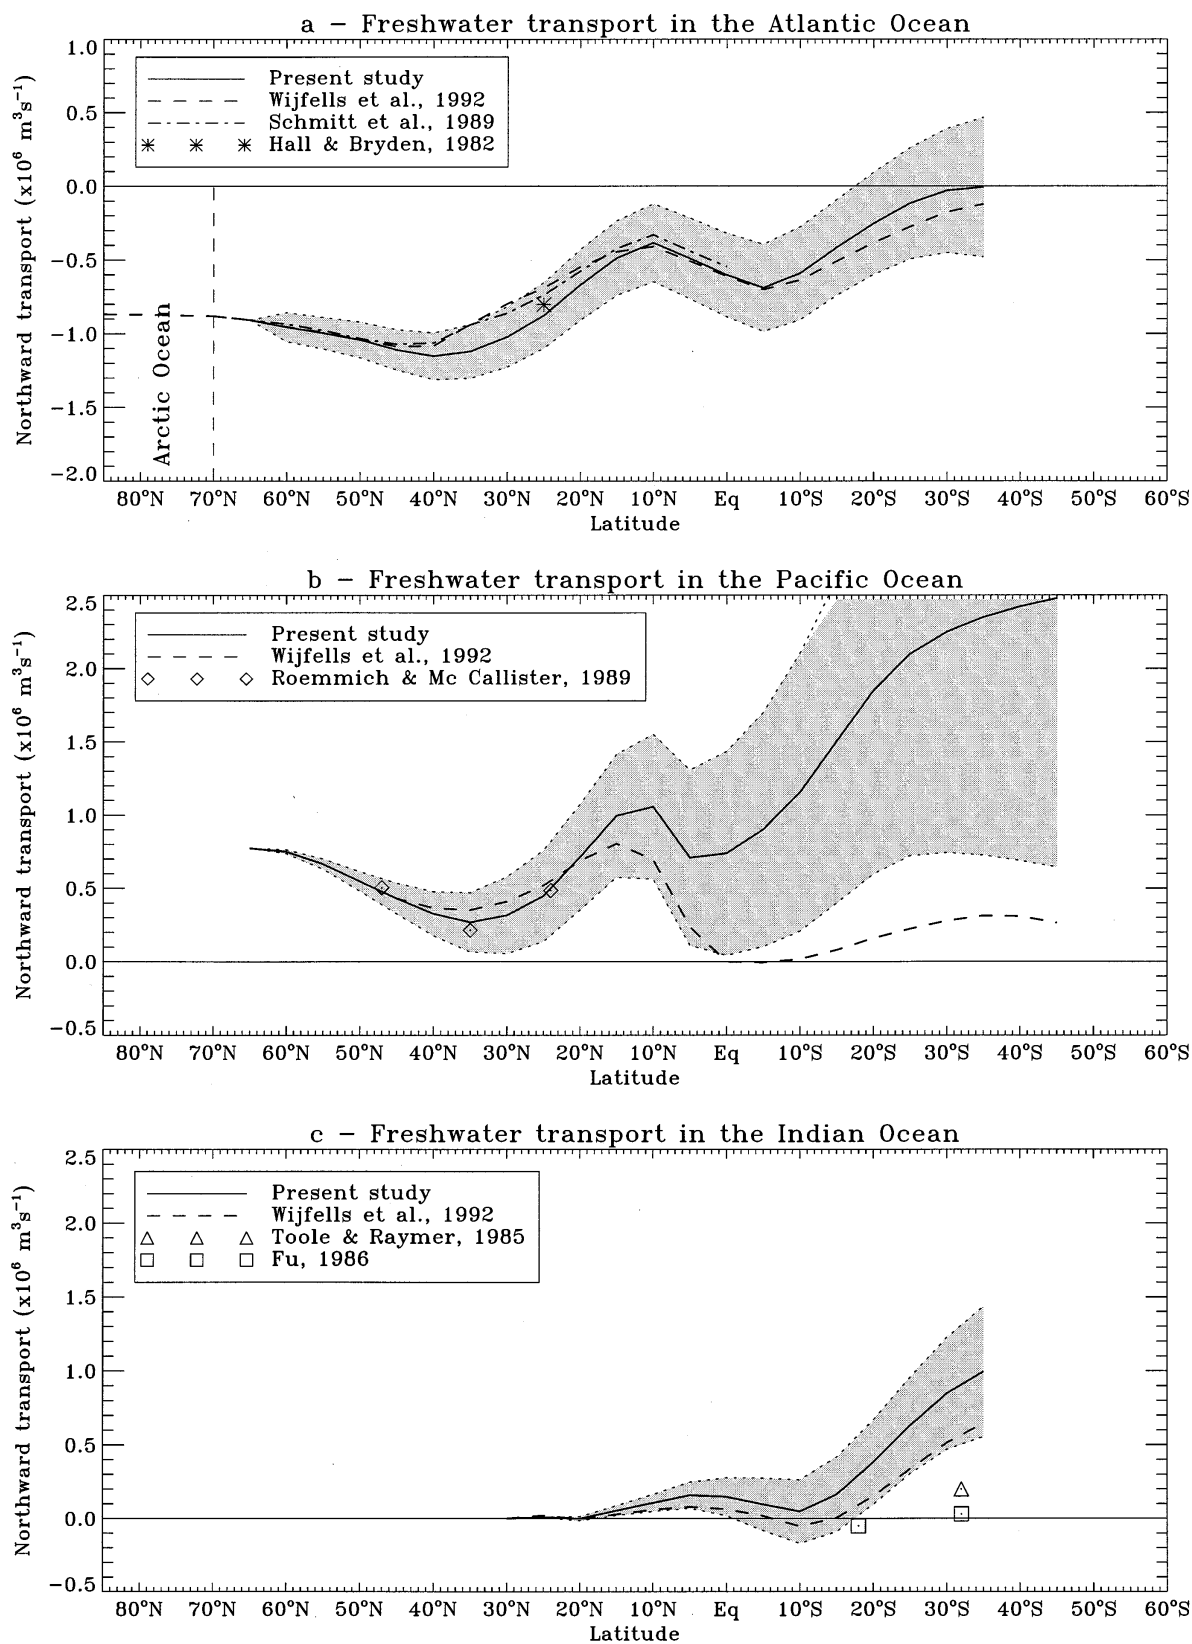 a – Freshwater transport in the Atlantic Ocean
Northward transport (x10⁶ m³s⁻¹)
1.0
0.5
0.0
−0.5
−1.0
−1.5
−2.0
Present study
Wijfells et al., 1992
Schmitt et al., 1989
Hall & Bryden, 1982
Arctic Ocean
80°N 70°N 60°N 50°N 40°N 30°N 20°N 10°N Eq 10°S 20°S 30°S 40°S 50°S 60°S
Latitude
b – Freshwater transport in the Pacific Ocean
Northward transport (x10⁶ m³s⁻¹)
2.5
2.0
1.5
1.0
0.5
0.0
−0.5
Present study
Wijfells et al., 1992
Roemmich & Mc Callister, 1989
80°N 70°N 60°N 50°N 40°N 30°N 20°N 10°N Eq 10°S 20°S 30°S 40°S 50°S 60°S
Latitude
c – Freshwater transport in the Indian Ocean
Northward transport (x10⁶ m³s⁻¹)
2.5
2.0
1.5
1.0
0.5
0.0
−0.5
Present study
Wijfells et al., 1992
Toole & Raymer, 1985
Fu, 1986
80°N 70°N 60°N 50°N 40°N 30°N 20°N 10°N Eq 10°S 20°S 30°S 40°S 50°S 60°S
Latitude